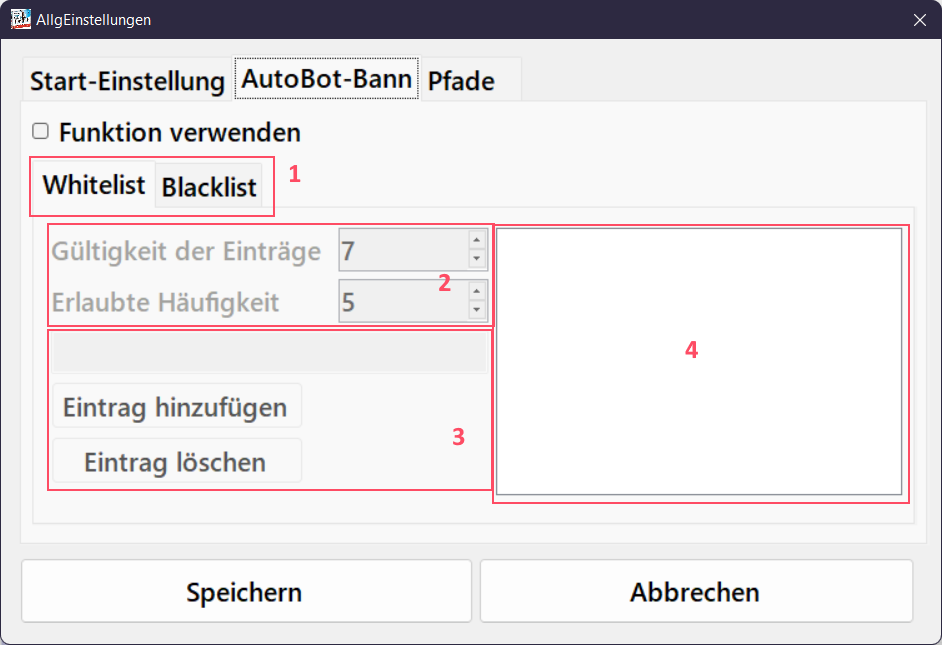 AllgEinstellungen
Start-Einstellung AutoBot-Bann Pfade
Funktion verwenden
Whitelist Blacklist 1
Gültigkeit der Einträge 7
2
Erlaubte Häufigkeit 5
4
Eintrag hinzufügen
3
Eintrag löschen
Speichern Abbrechen